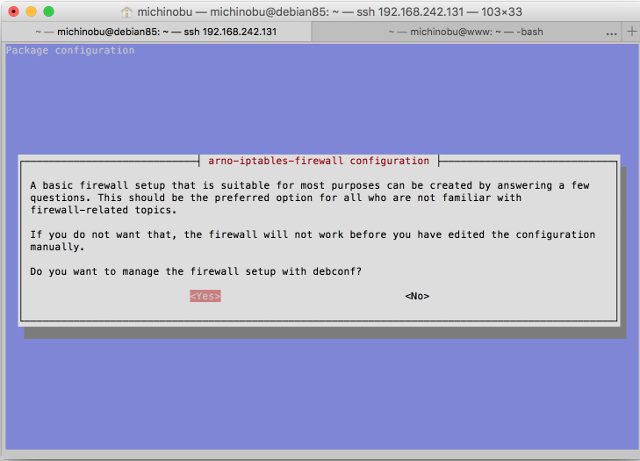 michinobu — michinobu@debian85: ~ — ssh 192.168.242.131 — 103×33
~ — michinobu@debian85: ~ — ssh 192.168.242.131
~ — michinobu@www: ~ — -bash
... +
Package configuration
arno-iptables-firewall configuration
A basic firewall setup that is suitable for most purposes can be created by answering a few
questions. This should be the preferred option for all who are not familiar with
firewall-related topics.
If you do not want that, the firewall will not work before you have edited the configuration
manually.
Do you want to manage the firewall setup with debconf?
<Yes> <No>